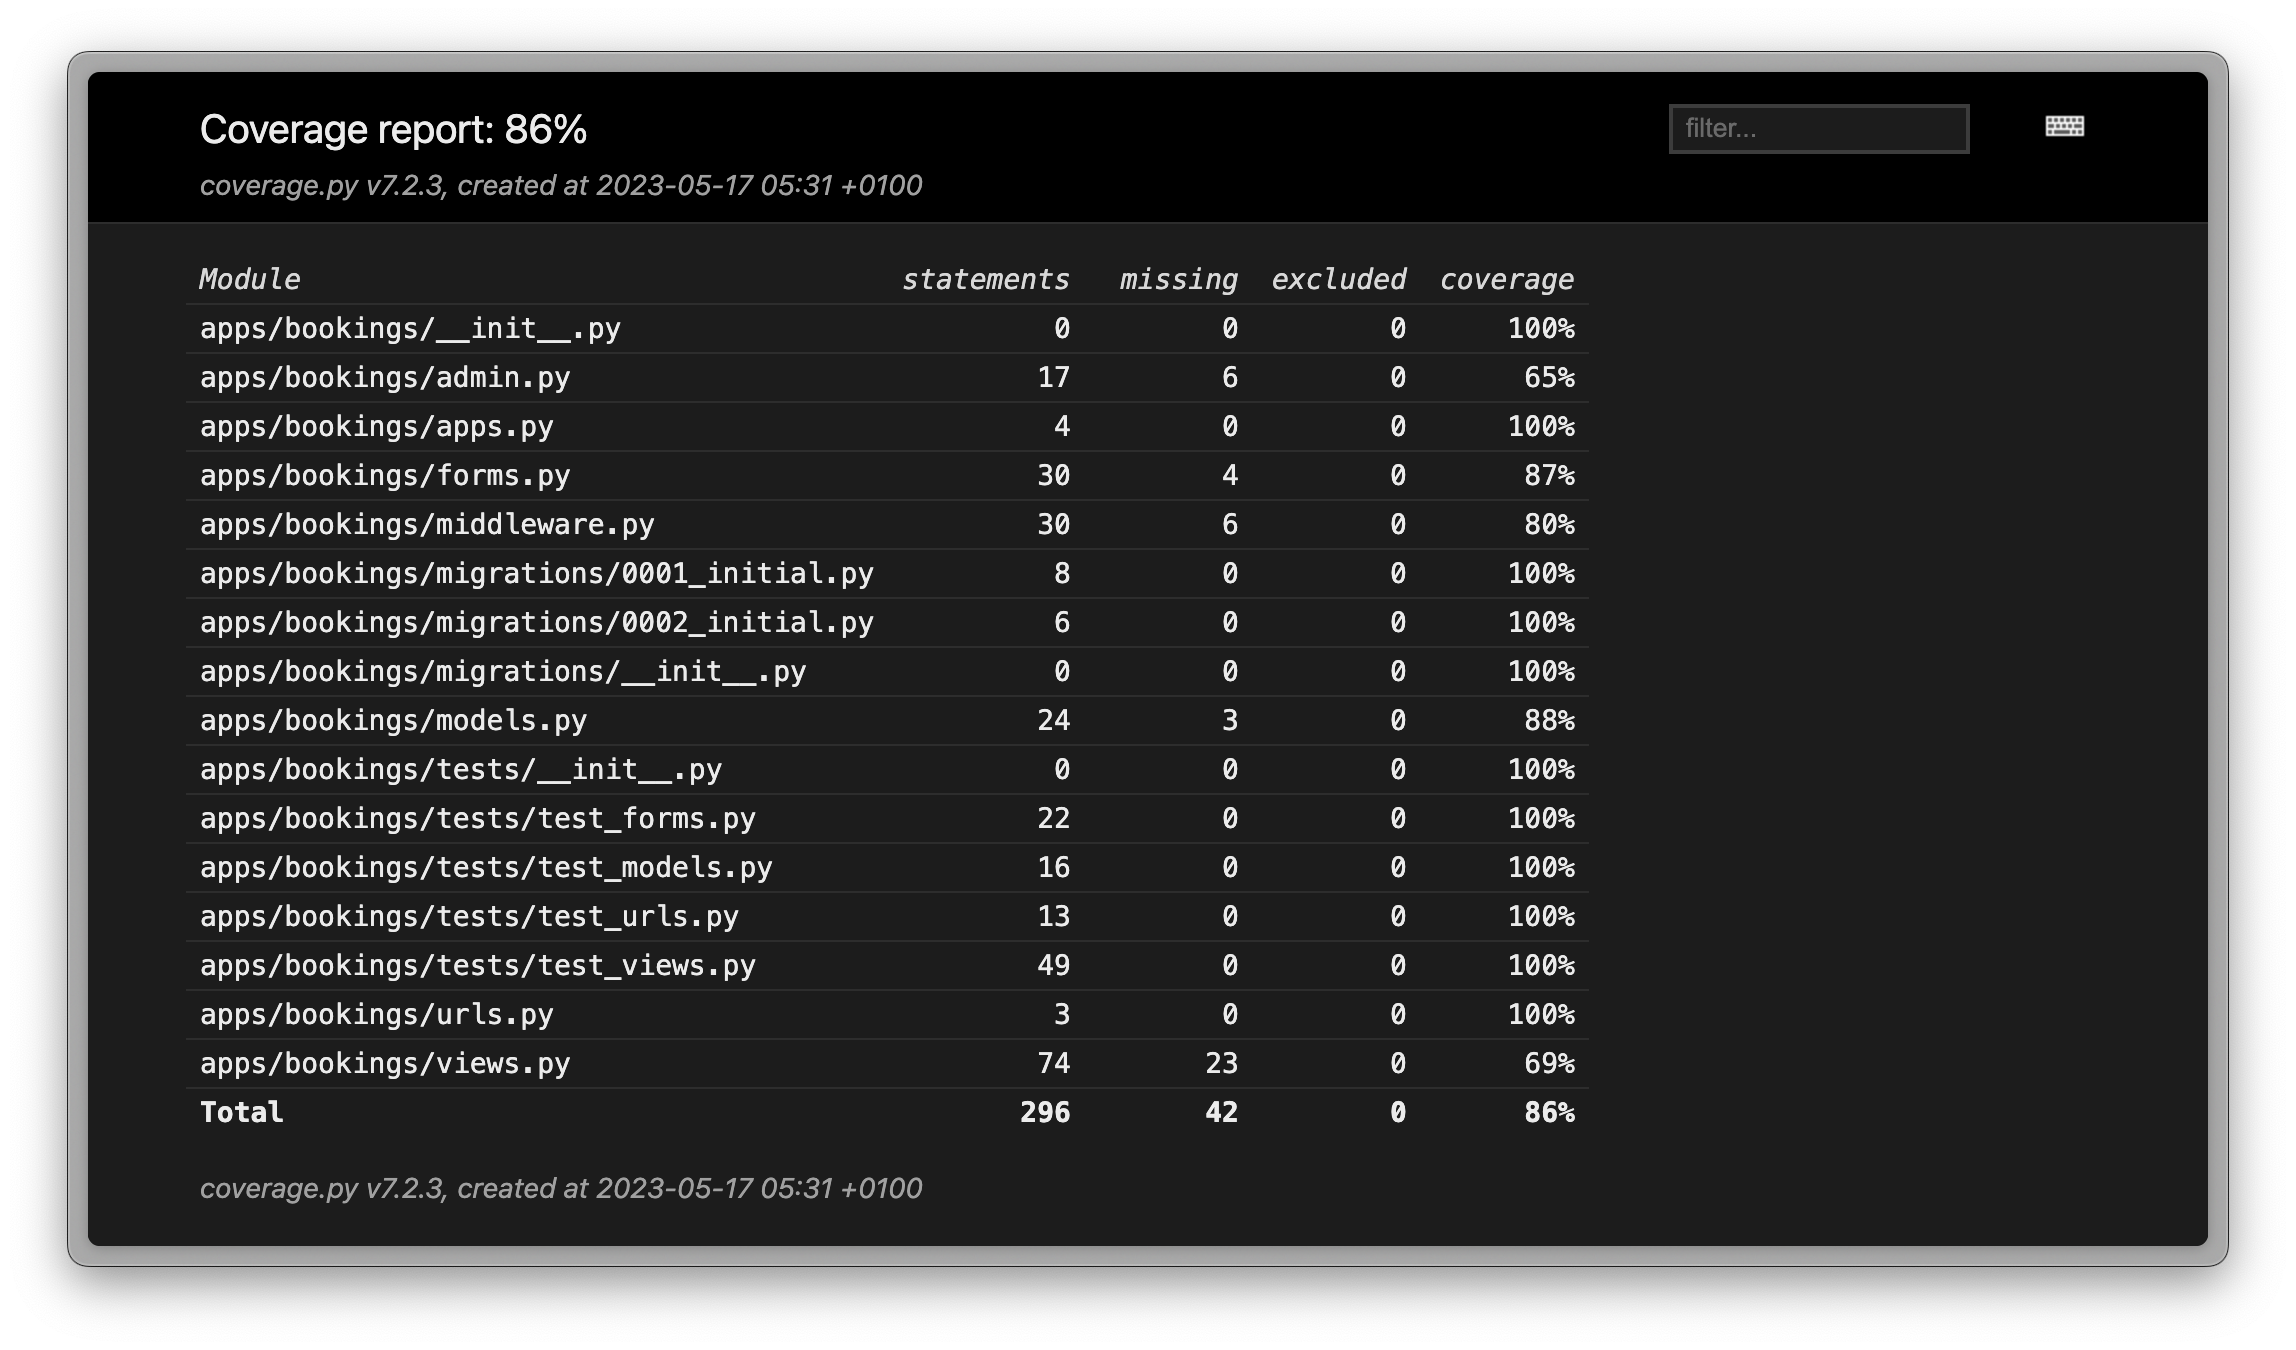 Coverage report: 86%
filter...
coverage.py v7.2.3, created at 2023-05-17 05:31 +0100
Module statements missing excluded coverage
apps/bookings/__init__.py 0 0 0 100%
apps/bookings/admin.py 17 6 0 65%
apps/bookings/apps.py 4 0 0 100%
apps/bookings/forms.py 30 4 0 87%
apps/bookings/middleware.py 30 6 0 80%
apps/bookings/migrations/0001_initial.py 8 0 0 100%
apps/bookings/migrations/0002_initial.py 6 0 0 100%
apps/bookings/migrations/__init__.py 0 0 0 100%
apps/bookings/models.py 24 3 0 88%
apps/bookings/tests/__init__.py 0 0 0 100%
apps/bookings/tests/test_forms.py 22 0 0 100%
apps/bookings/tests/test_models.py 16 0 0 100%
apps/bookings/tests/test_urls.py 13 0 0 100%
apps/bookings/tests/test_views.py 49 0 0 100%
apps/bookings/urls.py 3 0 0 100%
apps/bookings/views.py 74 23 0 69%
Total 296 42 0 86%
coverage.py v7.2.3, created at 2023-05-17 05:31 +0100